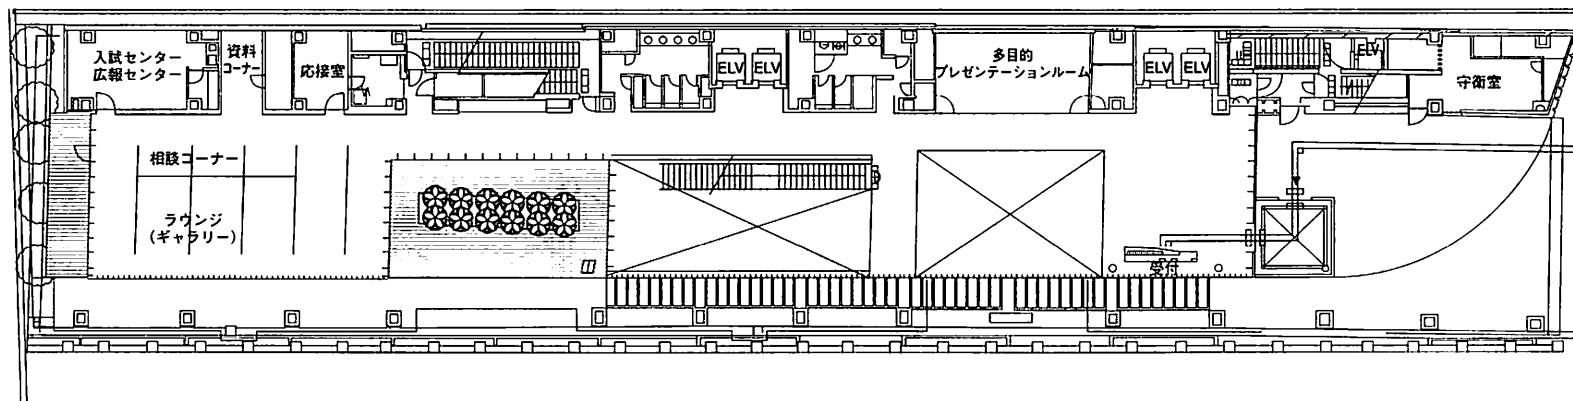 入試センター
広報センター
資料
コーナー
応接室
ELV
ELV
多目的
プレゼンテーションルーム
ELV
ELV
ELV
守衛室
相談コーナー
ラウンジ
（ギャラリー）
受付